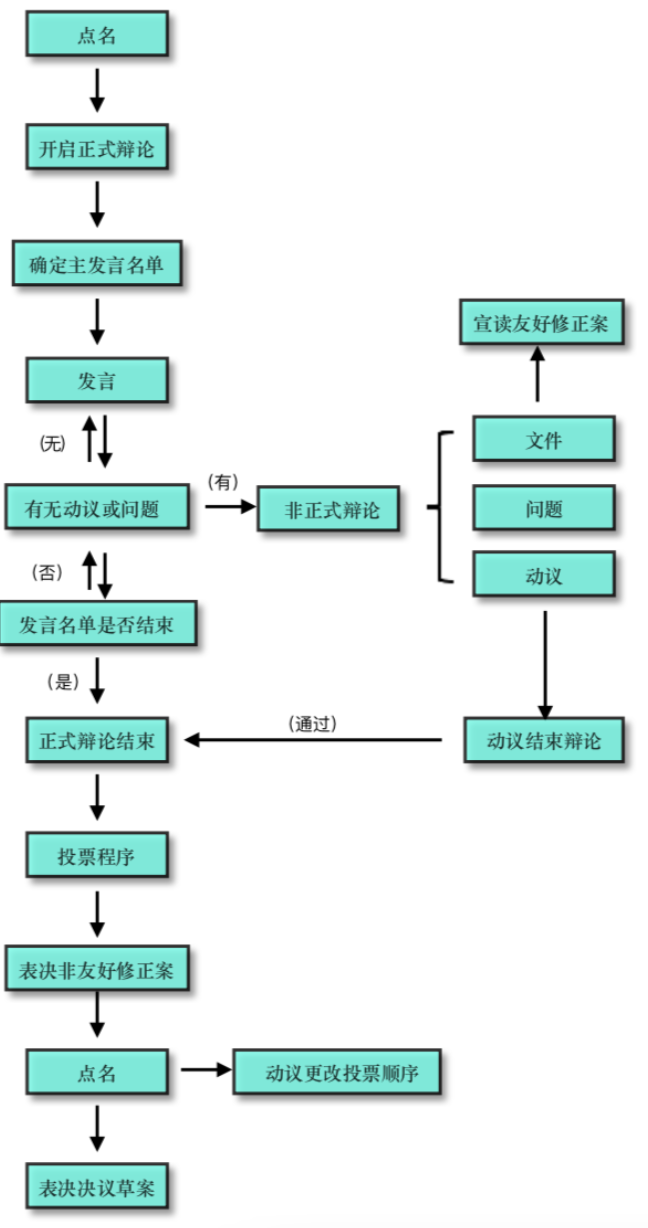 点名
开启正式辩论
确定主发言名单
宣读友好修正案
发言
(无)
文件
有无动议或问题
(有)
非正式辩论
问题
(否)
动议
发言名单是否结束
(是)
(通过)
正式辩论结束
动议结束辩论
投票程序
表决非友好修正案
点名
动议更改投票顺序
表决决议草案